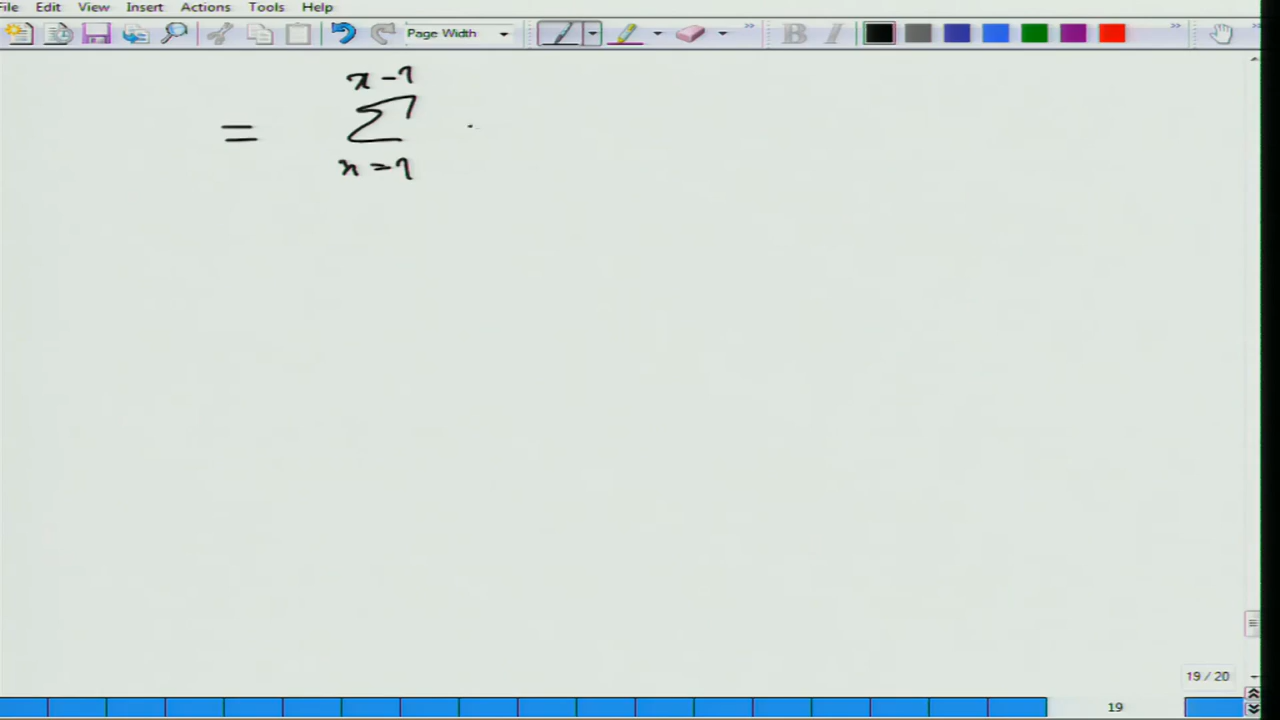 File Edit View Insert Actions Tools Help
Page Width
B I
x-1
= Σ
x=1
19 / 20
19